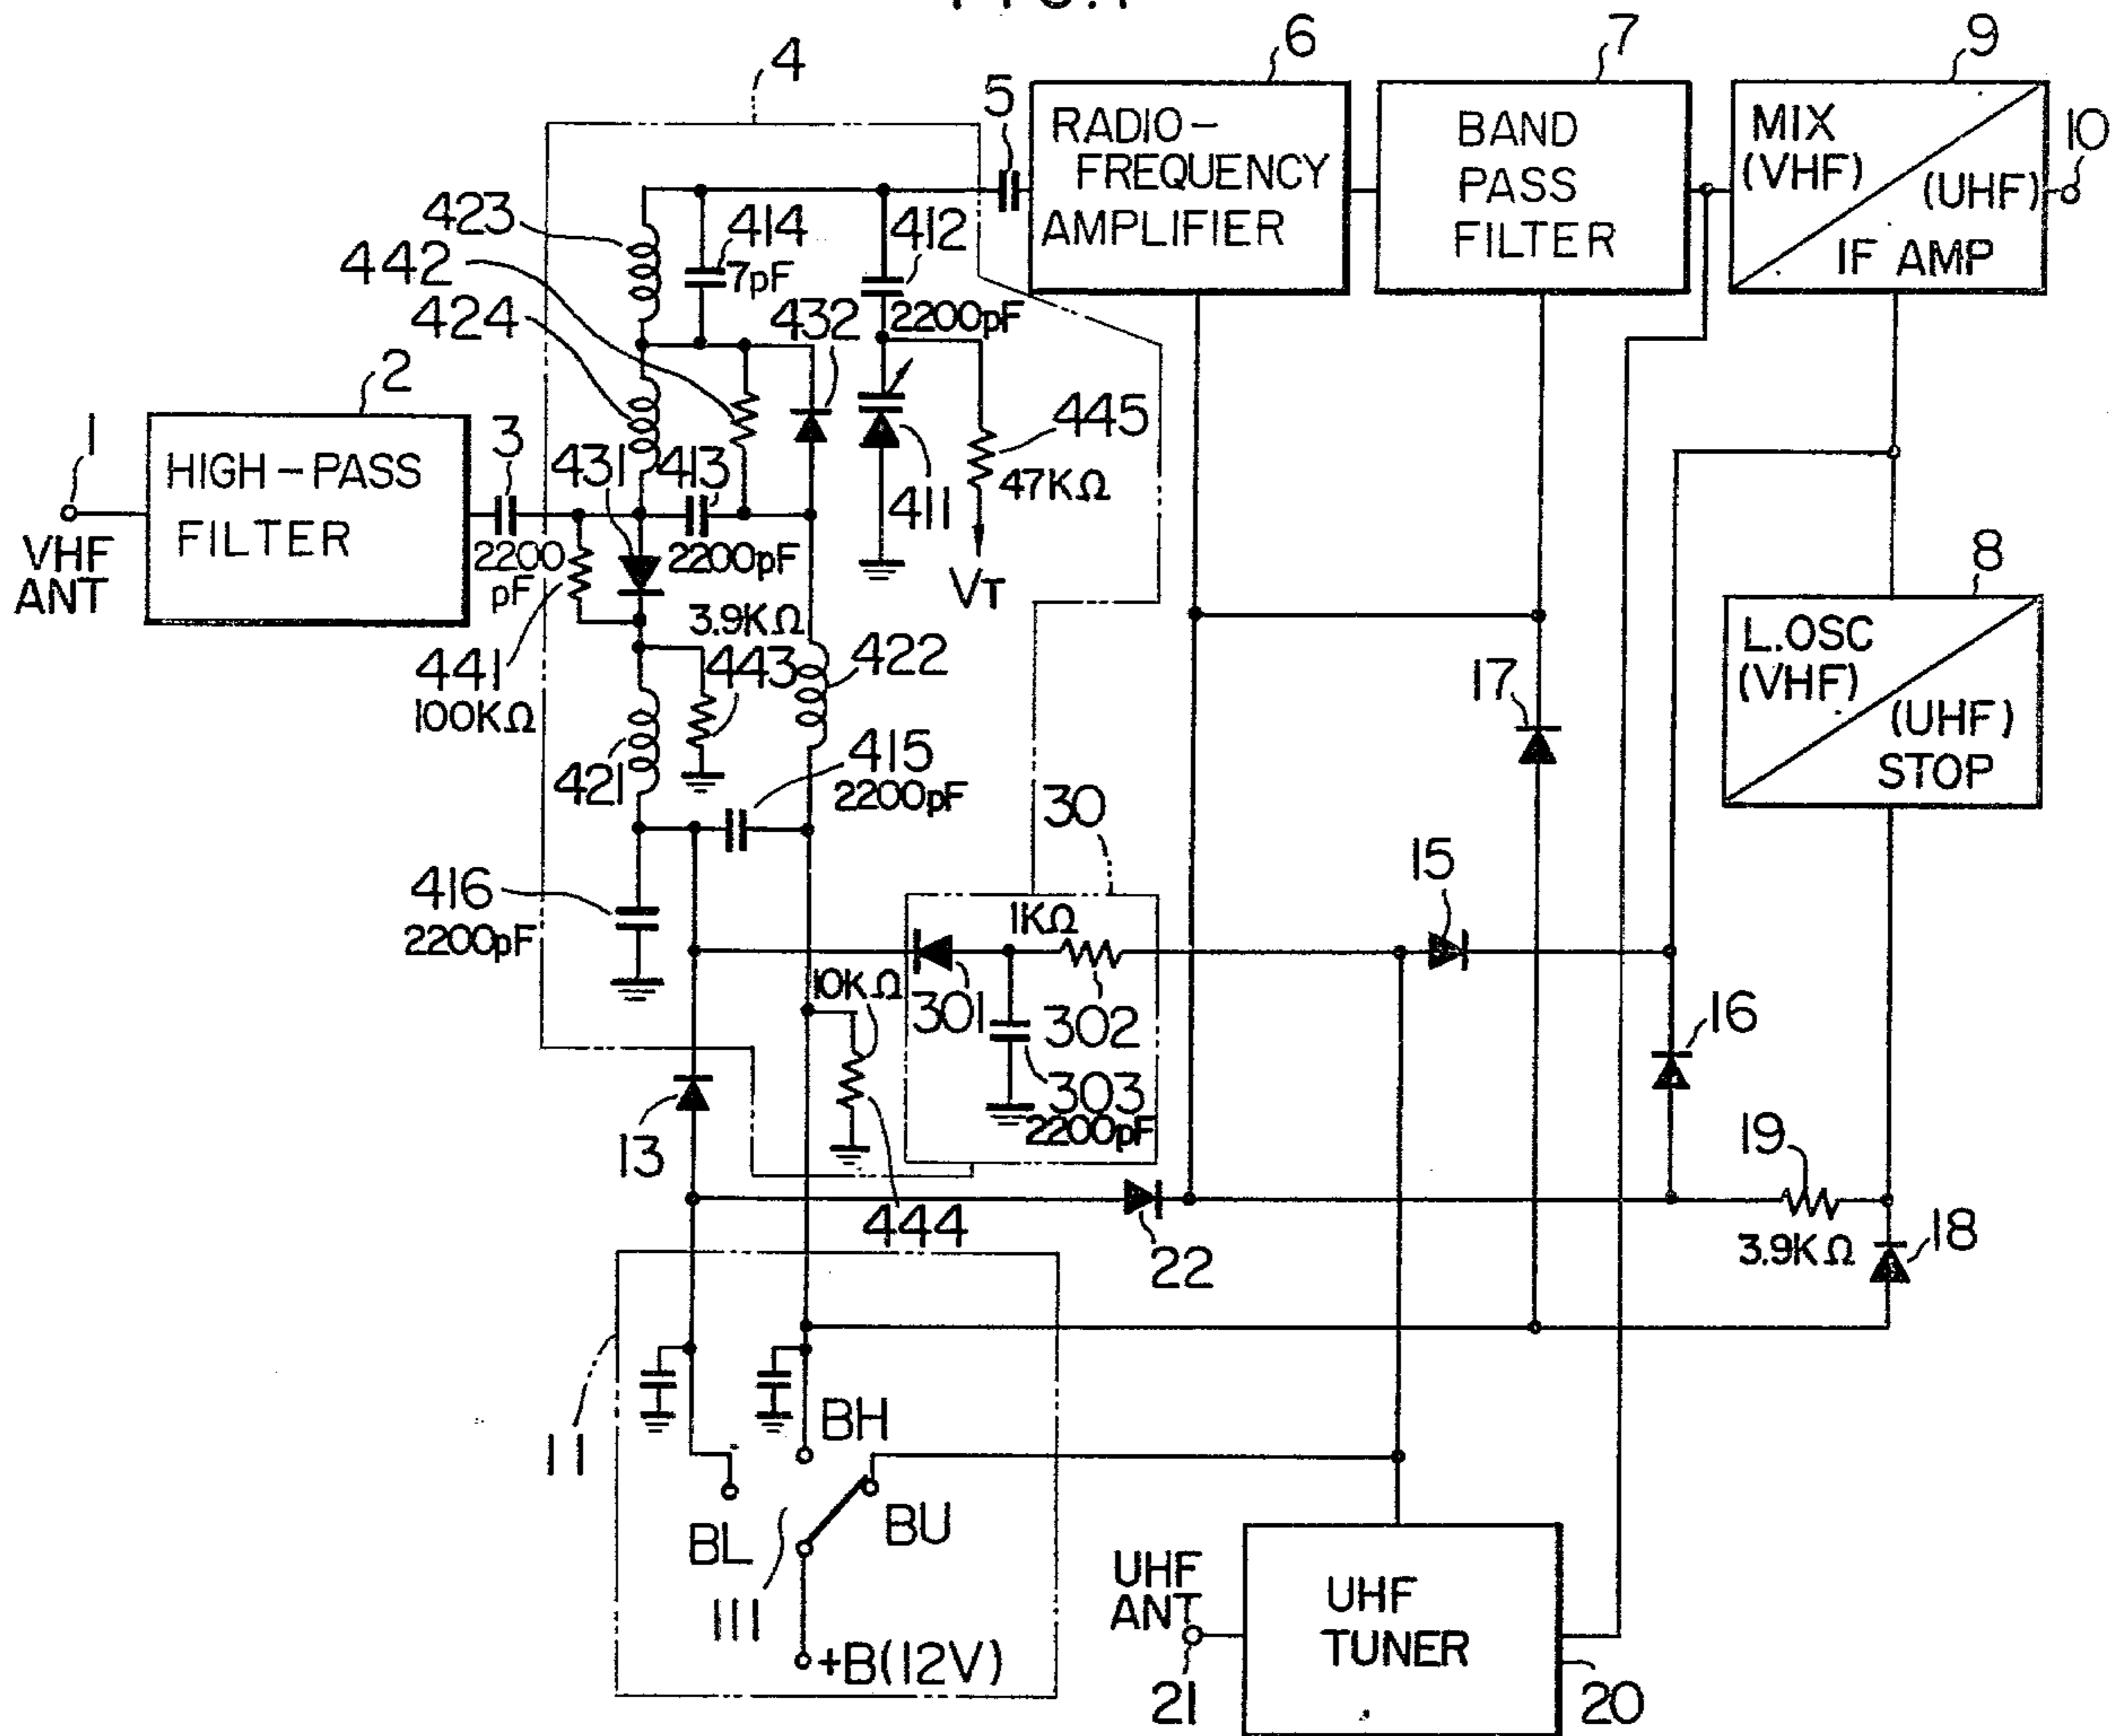 4
6
7
9
5
RADIO-
FREQUENCY
AMPLIFIER
BAND
PASS
FILTER
MIX
(VHF)
(UHF)
IF AMP
10
423
414
7pF
412
2200pF
442
424
432
2
1
HIGH-PASS
FILTER
3
431
413
445
47KΩ
411
VHF
ANT
2200
pF
2200pF
VT
8
441
100KΩ
3.9KΩ
443
422
17
L.OSC
(VHF)
(UHF)
STOP
421
415
2200pF
30
15
416
2200pF
1KΩ
10KΩ
301
302
303
2200pF
16
13
19
444
22
3.9KΩ
18
11
BH
BL
BU
111
+B(12V)
UHF
ANT
21
UHF
TUNER
20